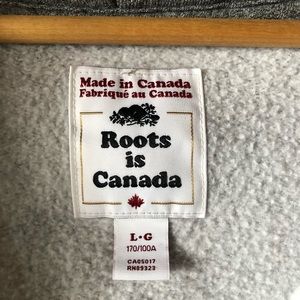 Made in Canada
Fabriqué au Canada
Roots
is
Canada
L•G
170/100A
CA05017
RN89323